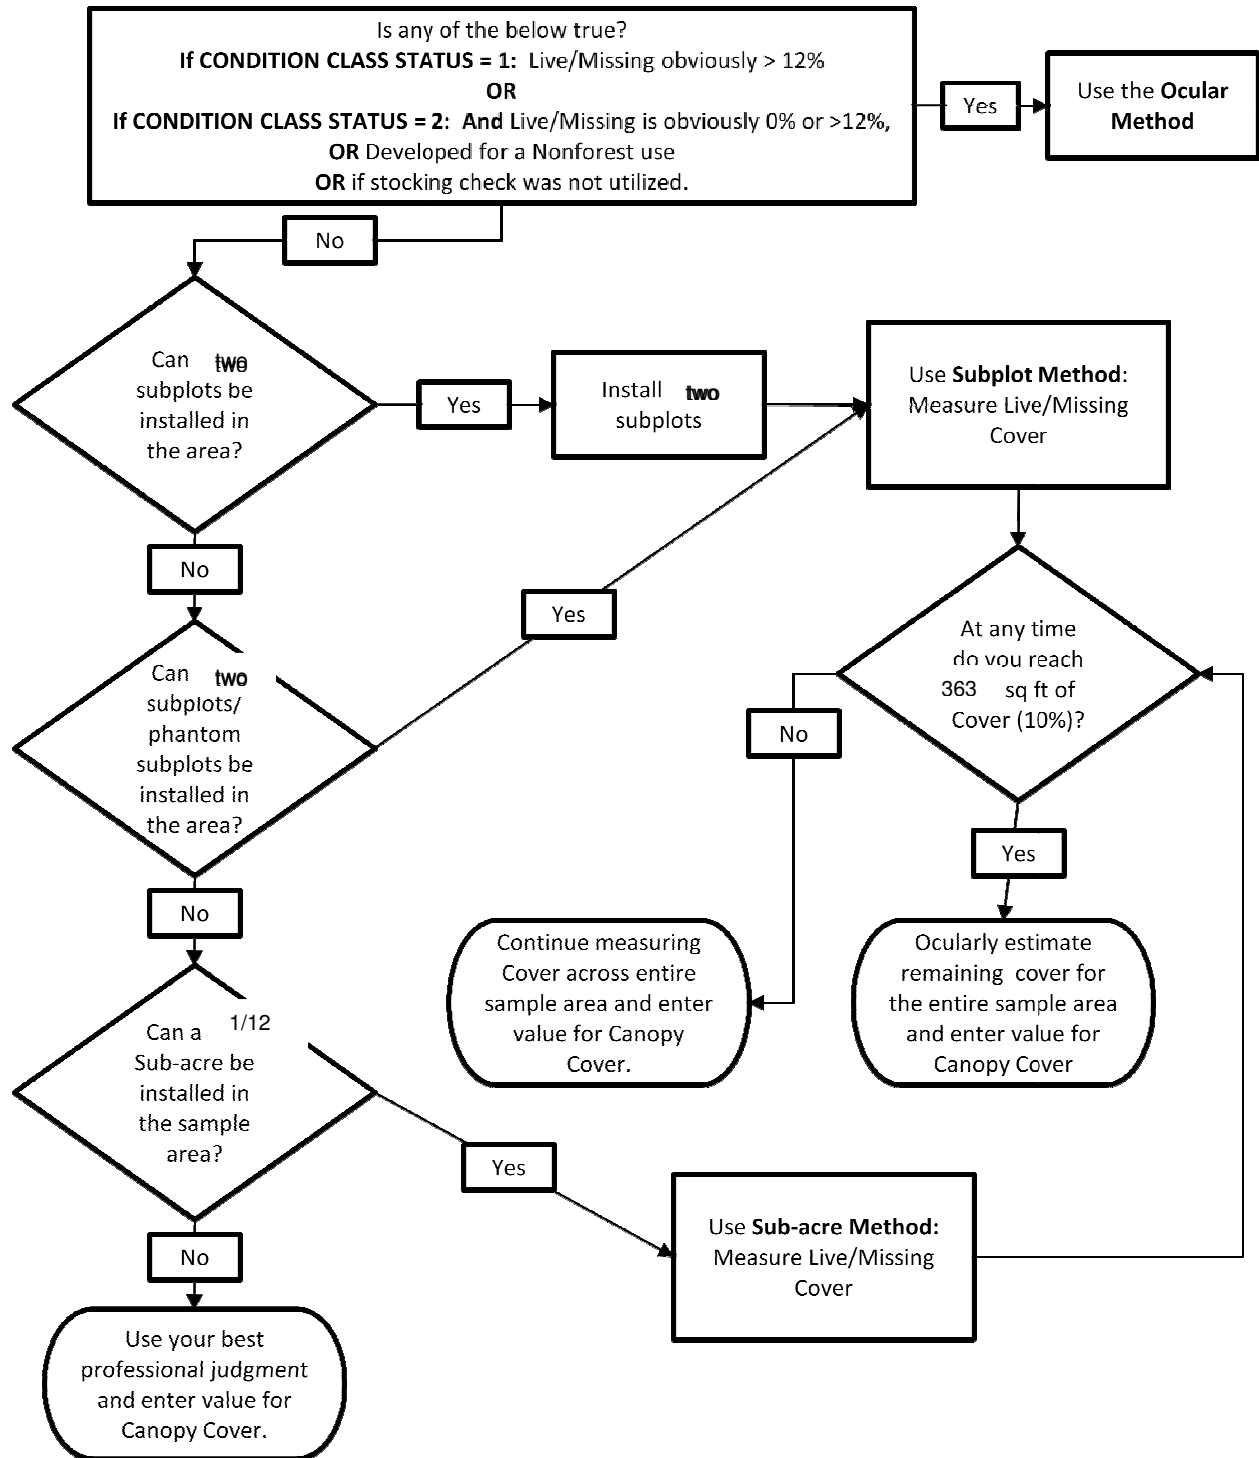 Is any of the below true?
If CONDITION CLASS STATUS = 1: Live/Missing obviously > 12%
OR
If CONDITION CLASS STATUS = 2: And Live/Missing is obviously 0% or >12%,
OR Developed for a Nonforest use
OR if stocking check was not utilized.
Yes
Use the Ocular
Method
No
Can two
subplots be
installed in
the area?
Yes
Install two
subplots
Use Subplot Method:
Measure Live/Missing
Cover
No
Can two
subplots/
phantom
subplots be
installed in
the area?
Yes
At any time
do you reach
363 sq ft of
Cover (10%)?
No
Yes
Continue measuring
Cover across entire
sample area and enter
value for Canopy
Cover.
Ocularly estimate
remaining cover for
the entire sample area
and enter value for
Canopy Cover
No
Can a 1/12
Sub-acre be
installed in
the sample
area?
Yes
Use Sub-acre Method:
Measure Live/Missing
Cover
No
Use your best
professional judgment
and enter value for
Canopy Cover.